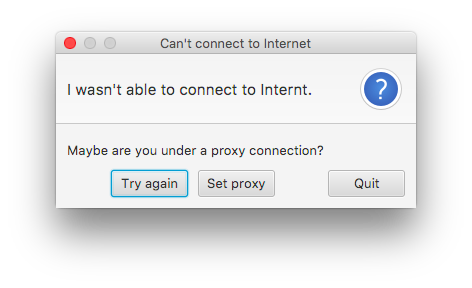 Can't connect to Internet
I wasn't able to connect to Internt.
?
Maybe are you under a proxy connection?
Try again Set proxy Quit